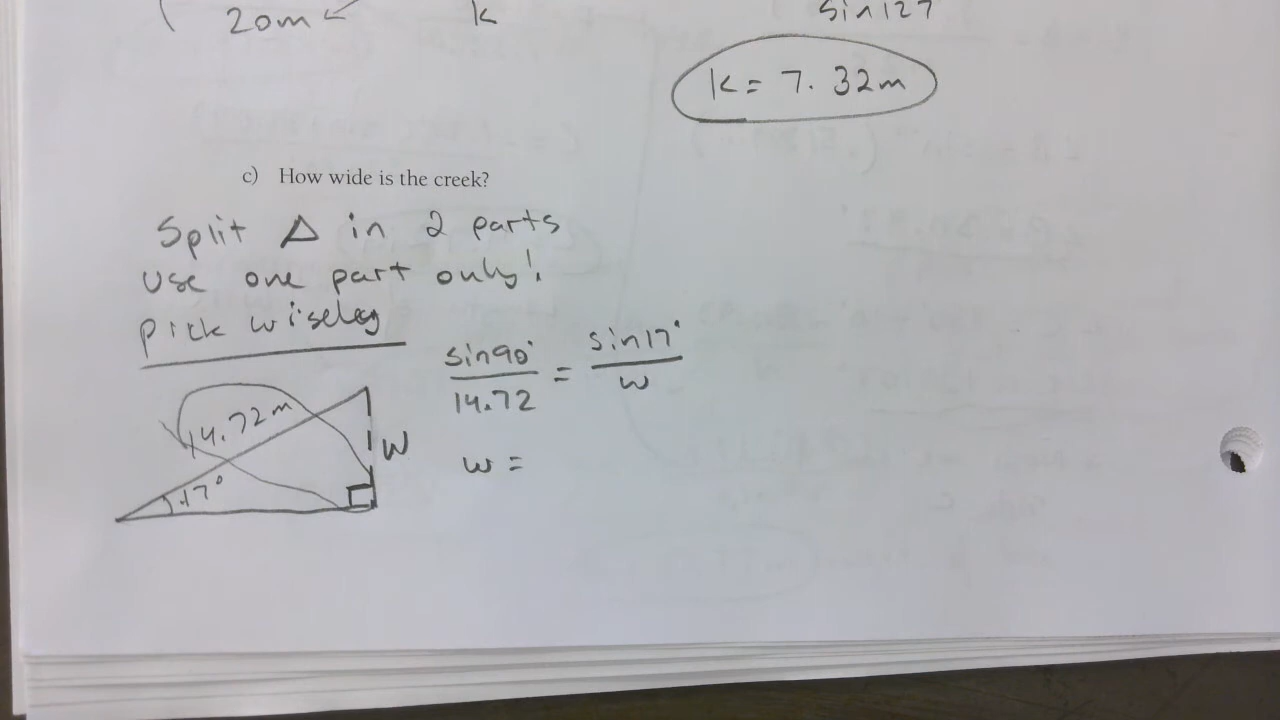 20m k
sin127
k = 7.32m
c) How wide is the creek?
Split Δ in 2 parts
use one part only!
pick wiseley
sin90° / 14.72 = sin17° / w
14.72m
w
17°
w =